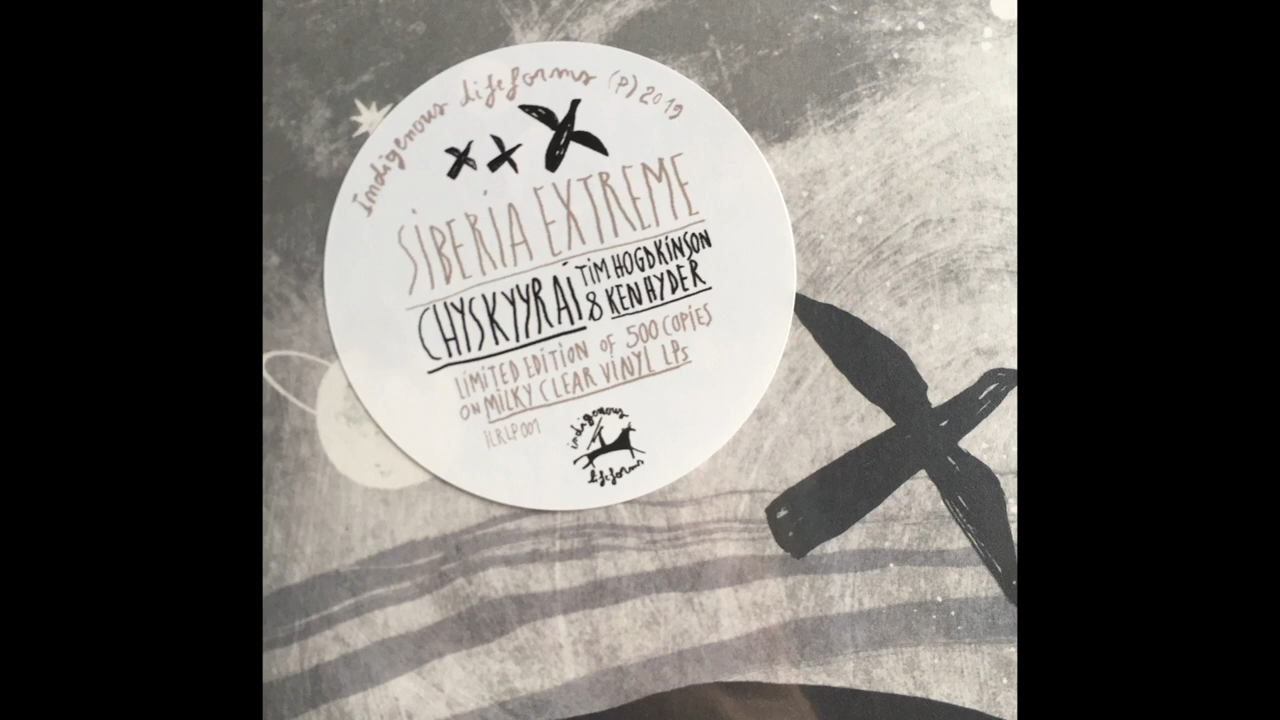 indigenous lifeforms (P) 2019
SIBERIA EXTREME
CHYSKYYRAI TIM HOGDKINSON
& KEN HYDER
LIMITED EDITION OF 500 COPIES
ON MILKY CLEAR VINYL LPs
iLRLP001
indigenous
lifeforms